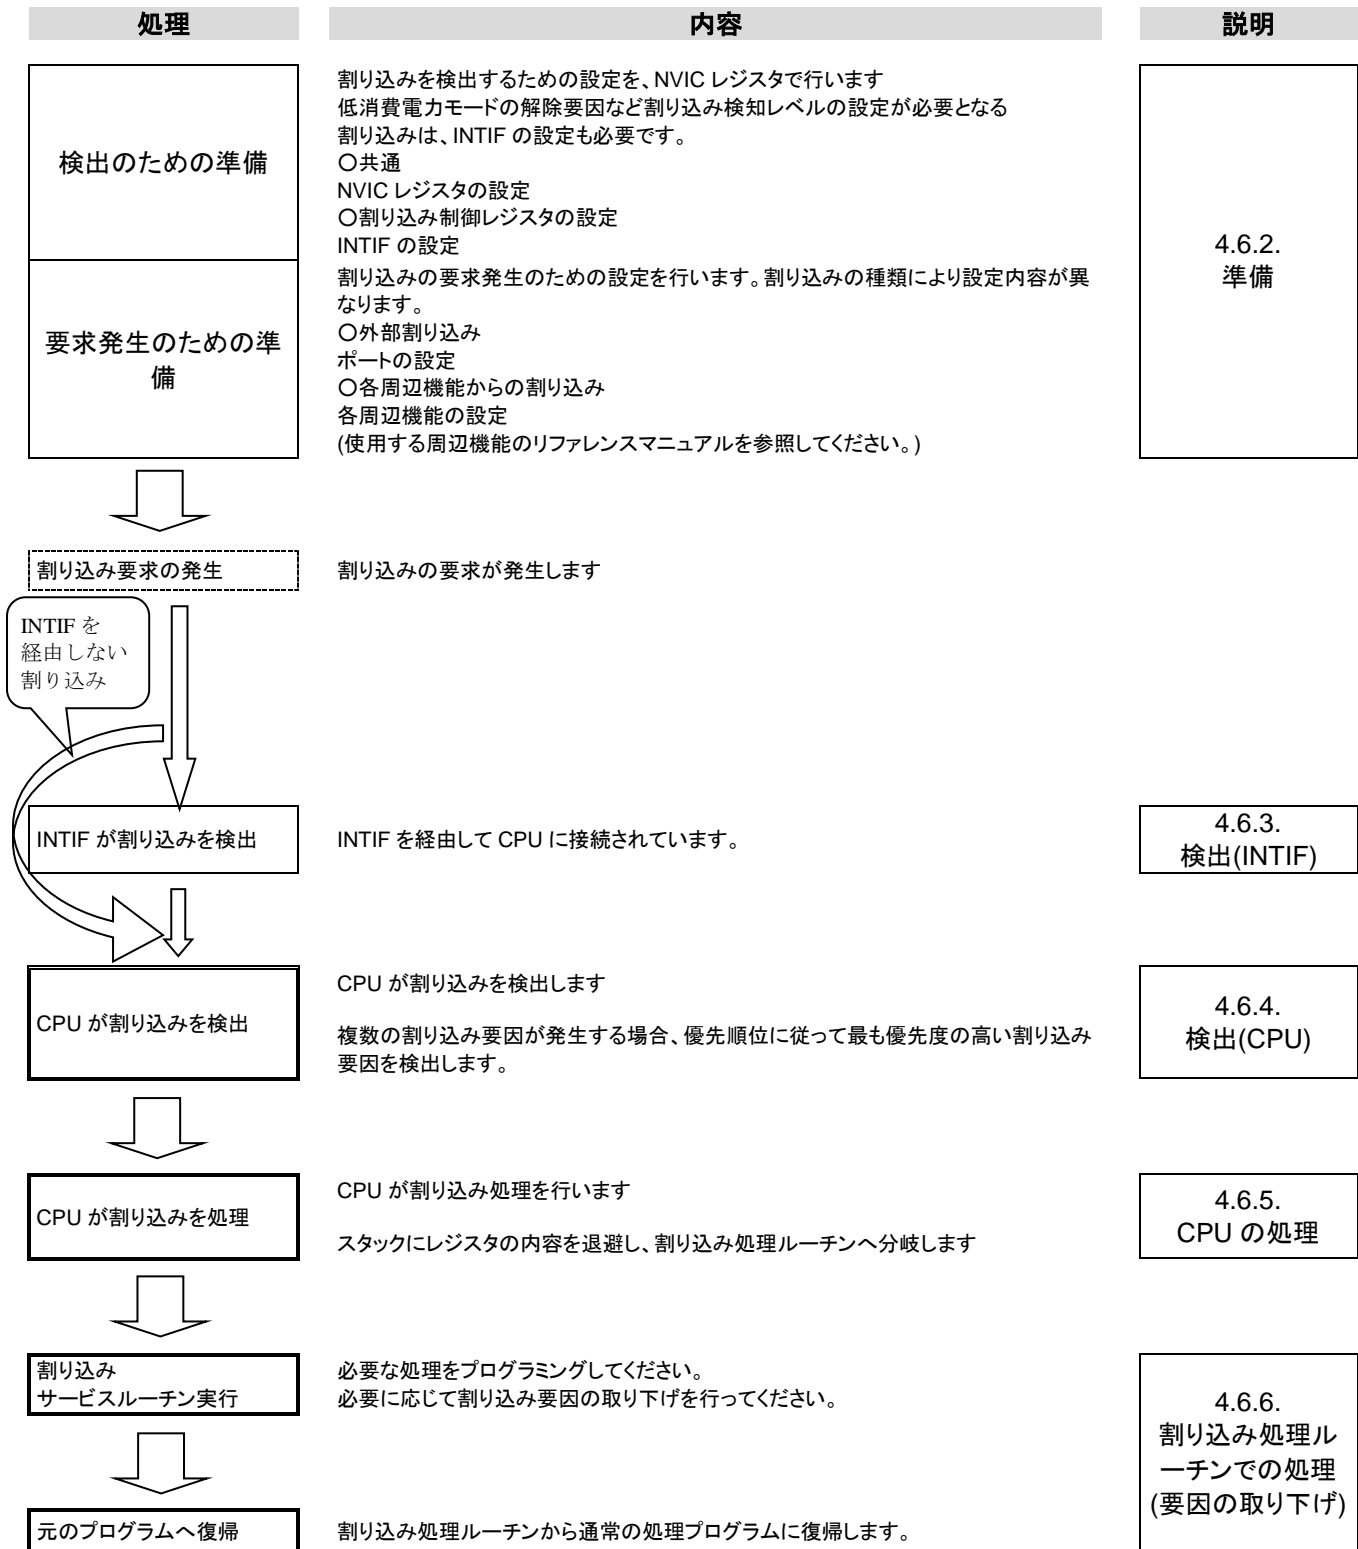 処理
内容
説明
検出のための準備
割り込みを検出するための設定を、NVIC レジスタで行います
低消費電力モードの解除要因など割り込み検知レベルの設定が必要となる
割り込みは、INTIF の設定も必要です。
〇共通
NVIC レジスタの設定
〇割り込み制御レジスタの設定
INTIF の設定
4.6.2.
準備
要求発生のための準
備
割り込みの要求発生のための設定を行います。割り込みの種類により設定内容が異
なります。
〇外部割り込み
ポートの設定
〇各周辺機能からの割り込み
各周辺機能の設定
(使用する周辺機能のリファレンスマニュアルを参照してください。)
割り込み要求の発生
割り込みの要求が発生します
INTIF を
経由しない
割り込み
INTIF が割り込みを検出
INTIF を経由して CPU に接続されています。
4.6.3.
検出(INTIF)
CPU が割り込みを検出
CPU が割り込みを検出します
複数の割り込み要因が発生する場合、優先順位に従って最も優先度の高い割り込み
要因を検出します。
4.6.4.
検出(CPU)
CPU が割り込みを処理
CPU が割り込み処理を行います
スタックにレジスタの内容を退避し、割り込み処理ルーチンへ分岐します
4.6.5.
CPU の処理
割り込み
サービスルーチン実行
必要な処理をプログラミングしてください。
必要に応じて割り込み要因の取り下げを行ってください。
4.6.6.
割り込み処理ル
ーチンでの処理
(要因の取り下げ)
元のプログラムへ復帰
割り込み処理ルーチンから通常の処理プログラムに復帰します。